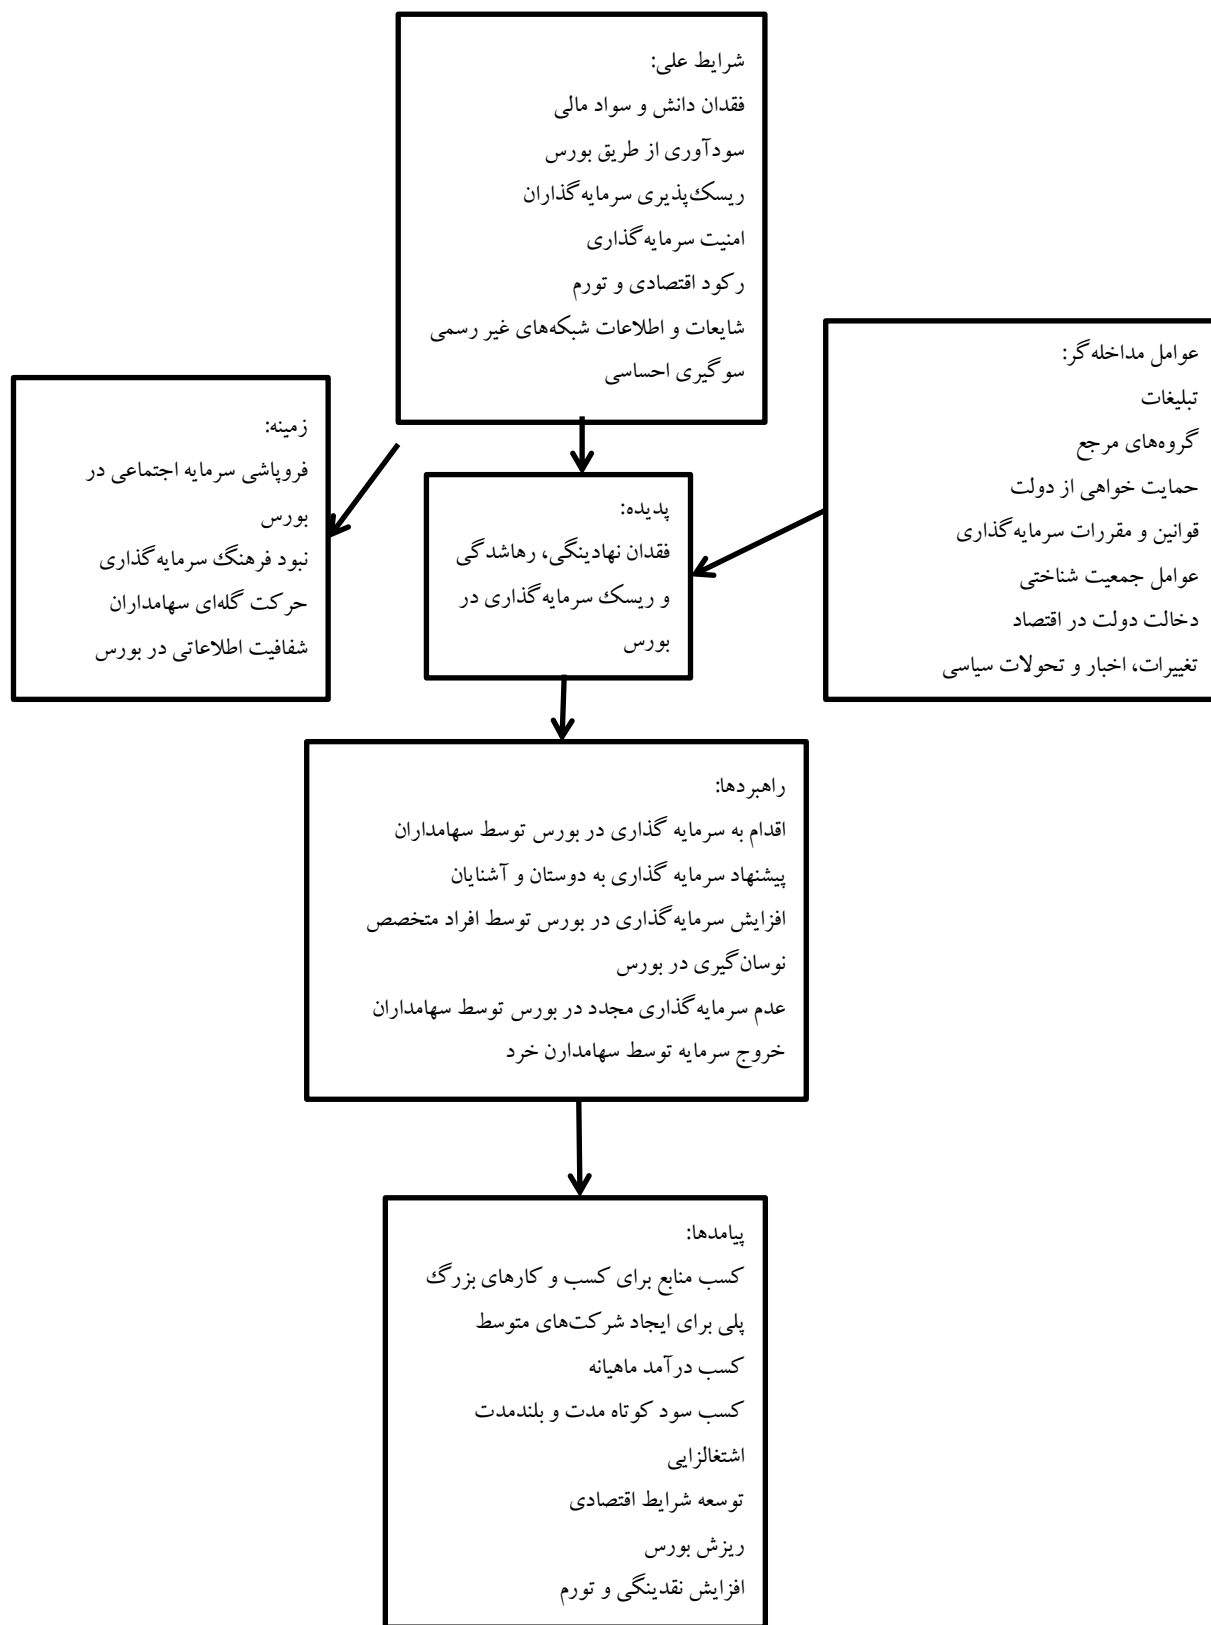 شرایط علی:
فقدان دانش و سواد مالی
سودآوری از طریق بورس
ریسک‌پذیری سرمایه‌گذاران
امنیت سرمایه‌گذاری
رکود اقتصادی و تورم
شایعات و اطلاعات شبکه‌های غیر رسمی
سوگیری احساسی
عوامل مداخله‌گر:
تبلیغات
گروه‌های مرجع
حمایت خواهی از دولت
قوانین و مقررات سرمایه‌گذاری
عوامل جمعیت شناختی
دخالت دولت در اقتصاد
تغییرات، اخبار و تحولات سیاسی
زمینه:
فروپاشی سرمایه اجتماعی در
بورس
نبود فرهنگ سرمایه‌گذاری
حرکت گله‌ای سهامداران
شفافیت اطلاعاتی در بورس
پدیده:
فقدان نهادینگی، رهاشدگی
و ریسک سرمایه‌گذاری در
بورس
راهبردها:
اقدام به سرمایه گذاری در بورس توسط سهامداران
پیشنهاد سرمایه گذاری به دوستان و آشنایان
افزایش سرمایه‌گذاری در بورس توسط افراد متخصص
نوسان‌گیری در بورس
عدم سرمایه‌گذاری مجدد در بورس توسط سهامداران
خروج سرمایه توسط سهامدارن خرد
پیامدها:
کسب منابع برای کسب و کارهای بزرگ
پلی برای ایجاد شرکت‌های متوسط
کسب درآمد ماهیانه
کسب سود کوتاه مدت و بلندمدت
اشتغالزایی
توسعه شرایط اقتصادی
ریزش بورس
افزایش نقدینگی و تورم